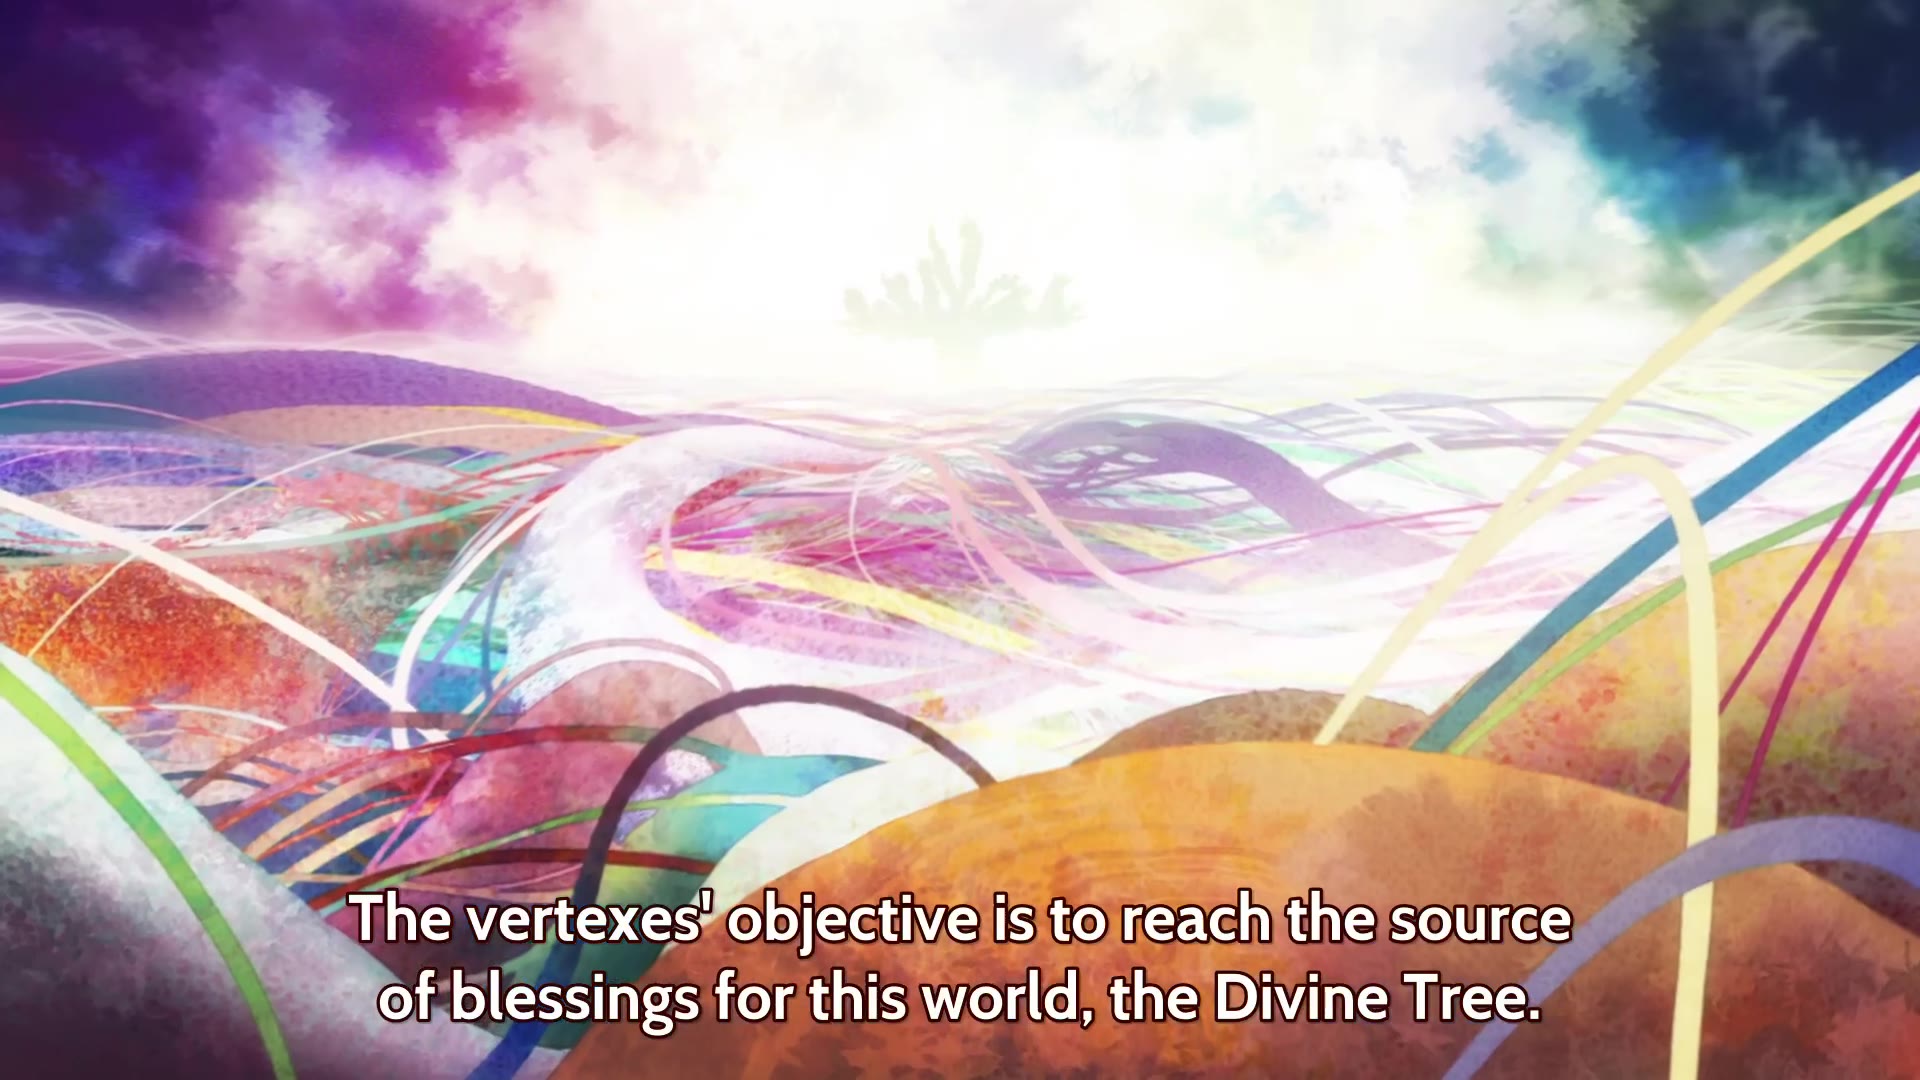 The vertexes' objective is to reach the source
of blessings for this world, the Divine Tree.